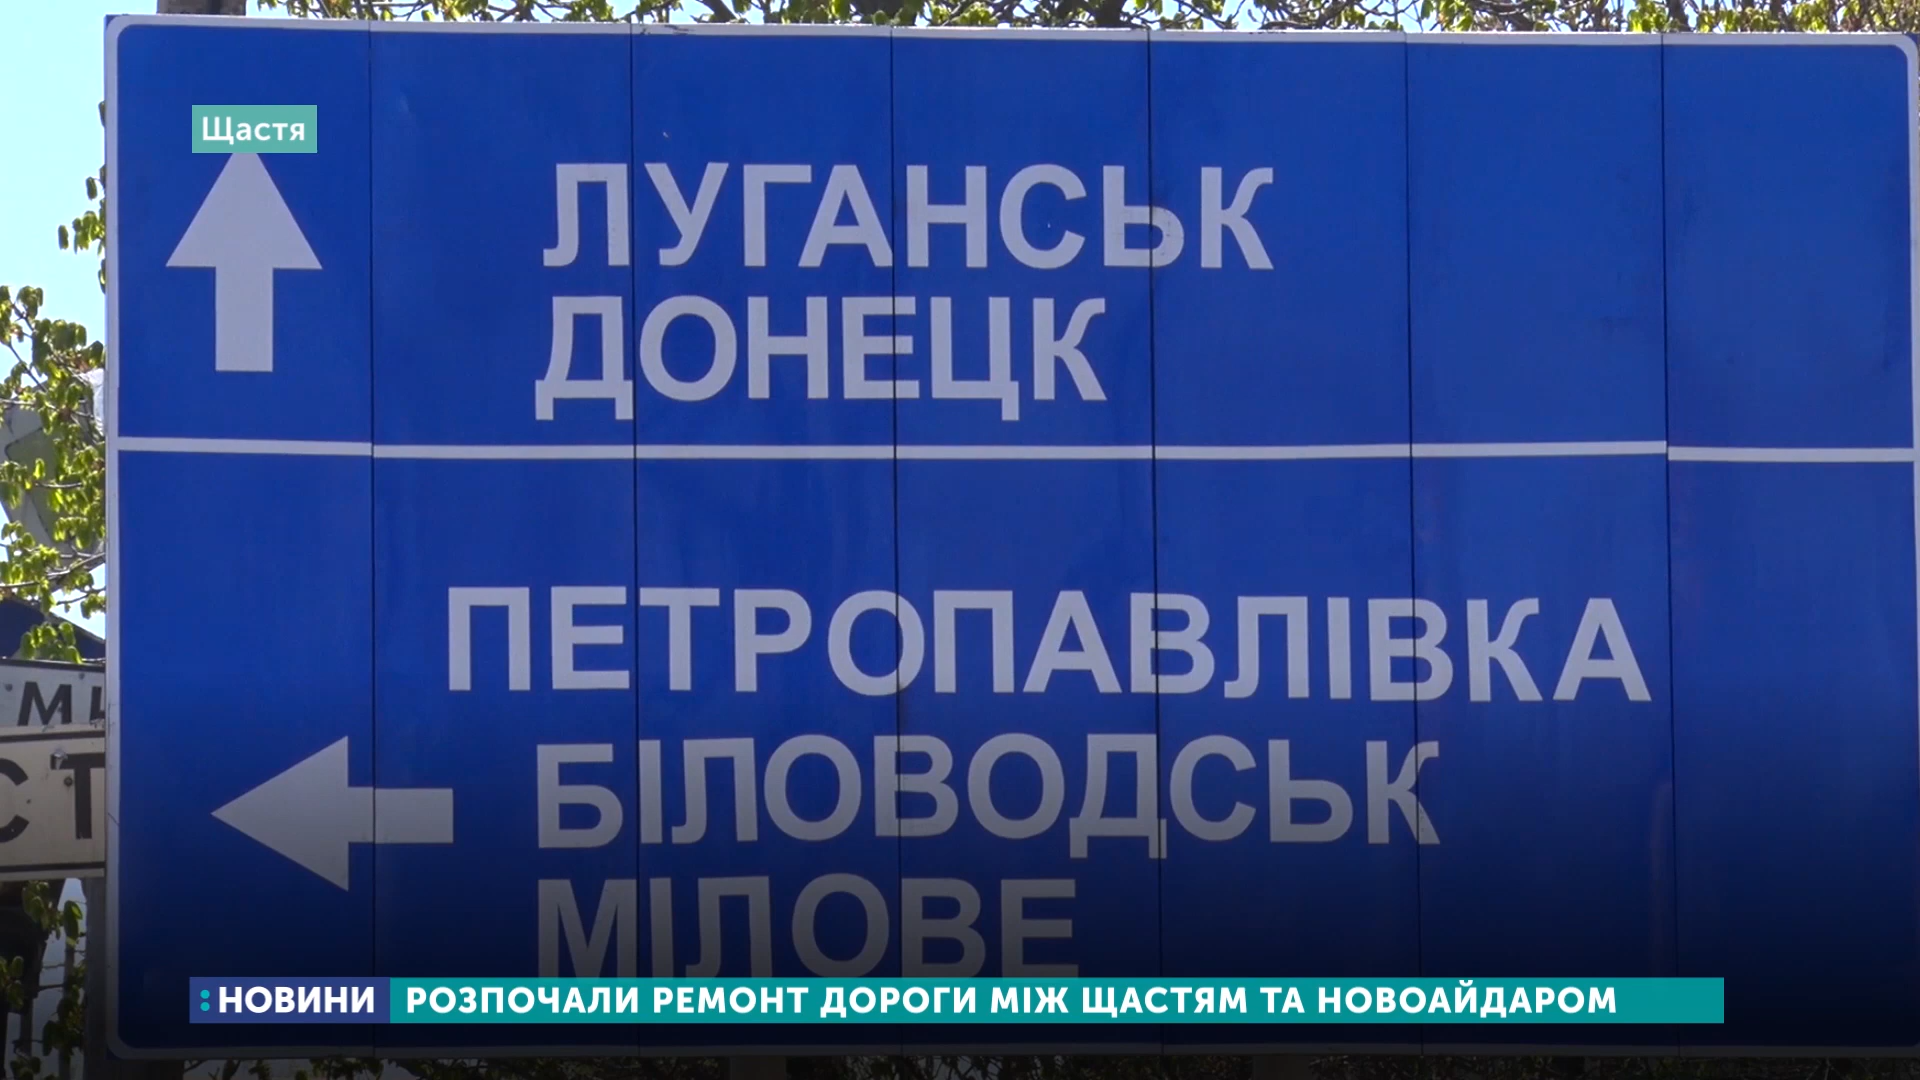 Щастя
ЛУГАНСЬК
ДОНЕЦК
ПЕТРОПАВЛІВКА
БІЛОВОДСЬК
МІЛОВЕ
НОВИНИ РОЗПОЧАЛИ РЕМОНТ ДОРОГИ МІЖ ЩАСТЯМ ТА НОВОАЙДАРОМ